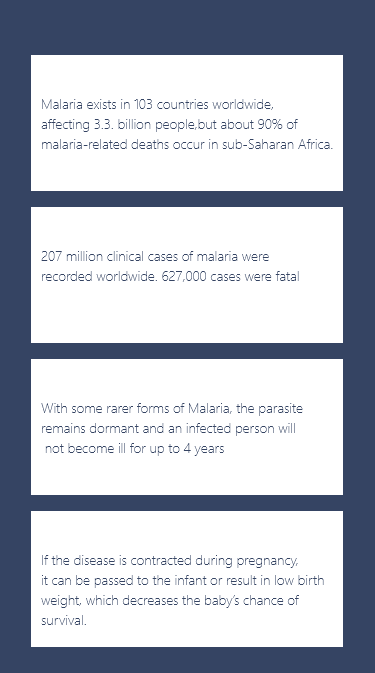 Malaria exists in 103 countries worldwide,
affecting 3.3. billion people,but about 90% of
malaria-related deaths occur in sub-Saharan Africa.
207 million clinical cases of malaria were
recorded worldwide. 627,000 cases were fatal
With some rarer forms of Malaria, the parasite
remains dormant and an infected person will
not become ill for up to 4 years
If the disease is contracted during pregnancy,
it can be passed to the infant or result in low birth
weight, which decreases the baby’s chance of
survival.